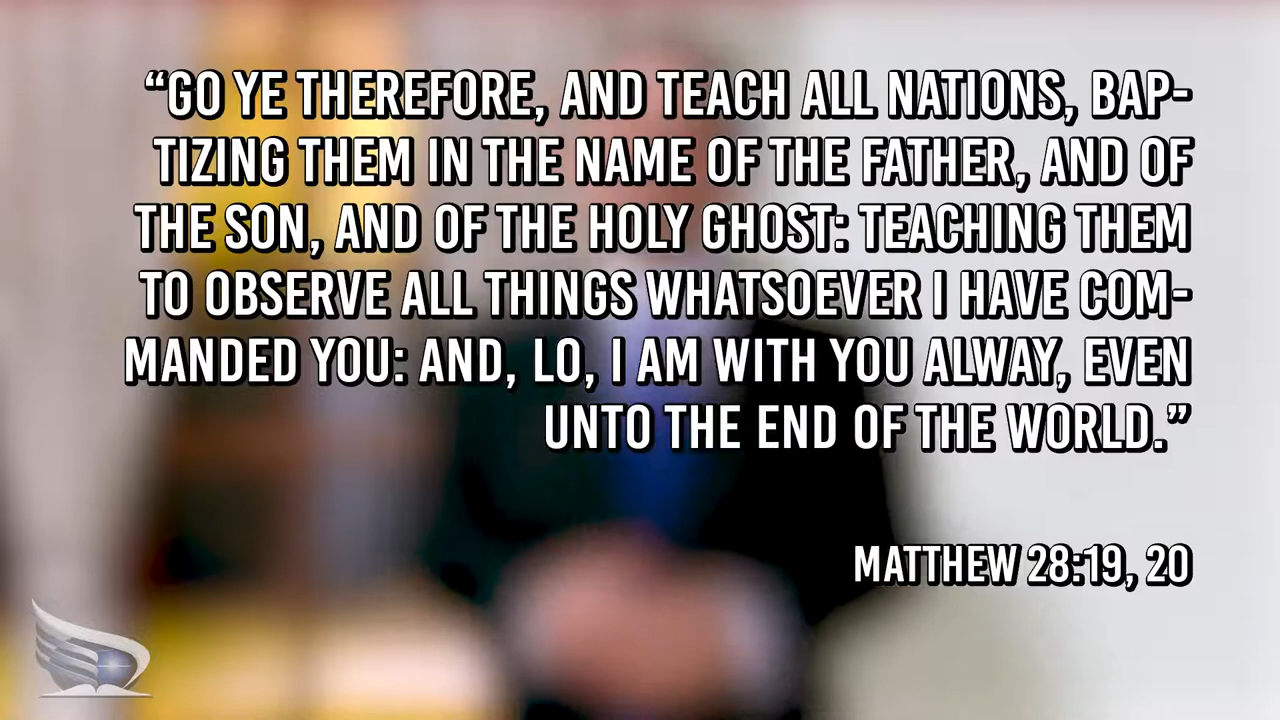 “GO YE THEREFORE, AND TEACH ALL NATIONS, BAP-
TIZING THEM IN THE NAME OF THE FATHER, AND OF
THE SON, AND OF THE HOLY GHOST: TEACHING THEM
TO OBSERVE ALL THINGS WHATSOEVER I HAVE COM-
MANDED YOU: AND, LO, I AM WITH YOU ALWAY, EVEN
UNTO THE END OF THE WORLD.”
MATTHEW 28:19, 20